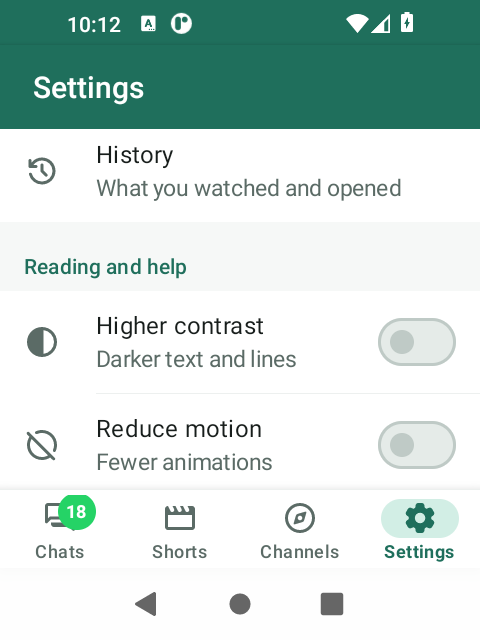 10:12
Settings
History
What you watched and opened
Reading and help
Higher contrast
Darker text and lines
Reduce motion
Fewer animations
18
Chats
Shorts
Channels
Settings